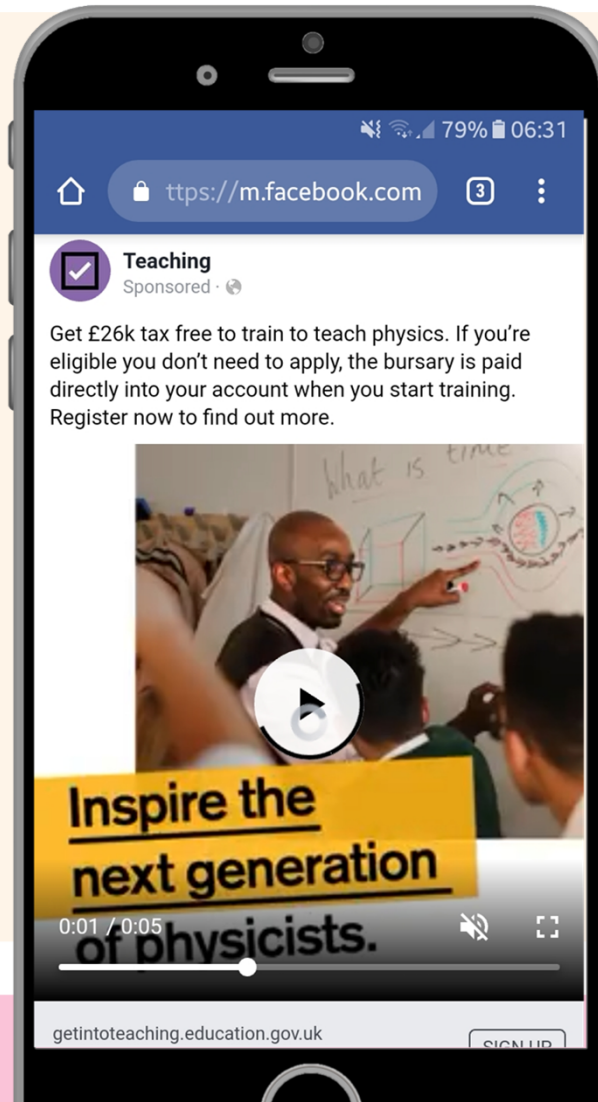 79% 06:31
ttps://m.facebook.com
3
Teaching
Sponsored ·
Get £26k tax free to train to teach physics. If you’re
eligible you don’t need to apply, the bursary is paid
directly into your account when you start training.
Register now to find out more.
What is time
Inspire the
next generation
of physicists.
0:01 / 0:05
getintoteaching.education.gov.uk
SIGN UP